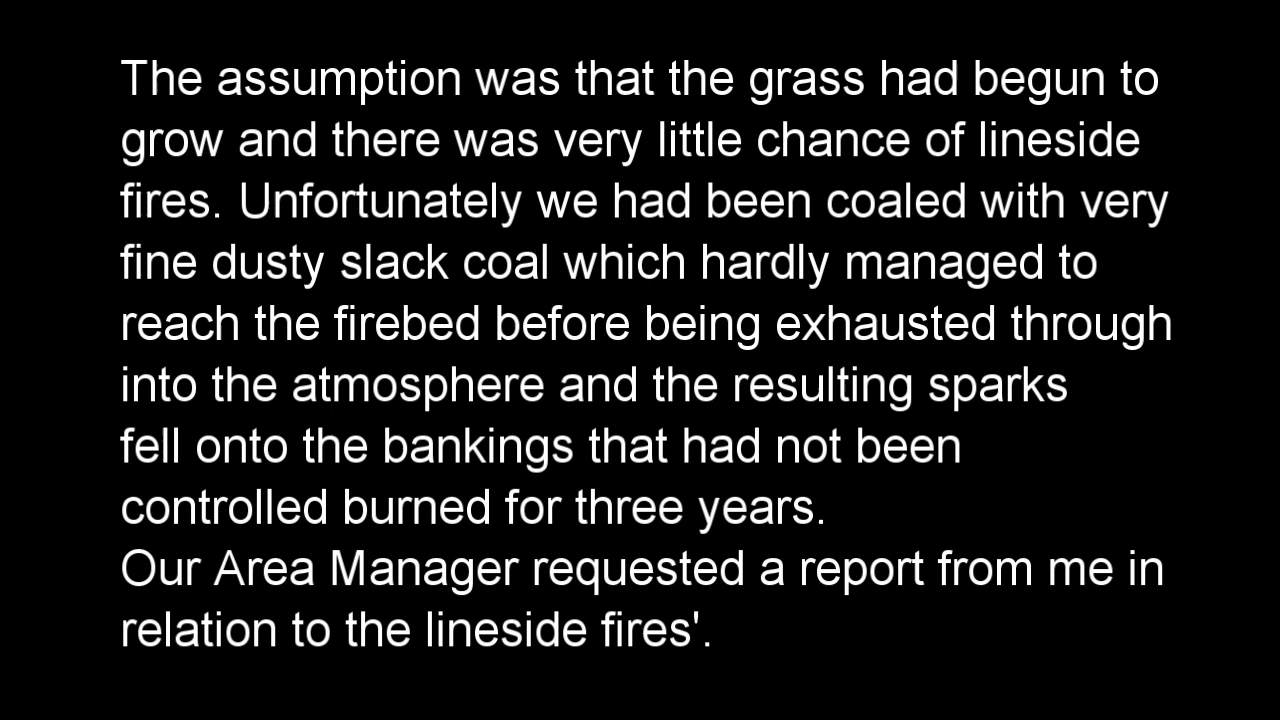 The assumption was that the grass had begun to
grow and there was very little chance of lineside
fires. Unfortunately we had been coaled with very
fine dusty slack coal which hardly managed to
reach the firebed before being exhausted through
into the atmosphere and the resulting sparks
fell onto the bankings that had not been
controlled burned for three years.
Our Area Manager requested a report from me in
relation to the lineside fires'.